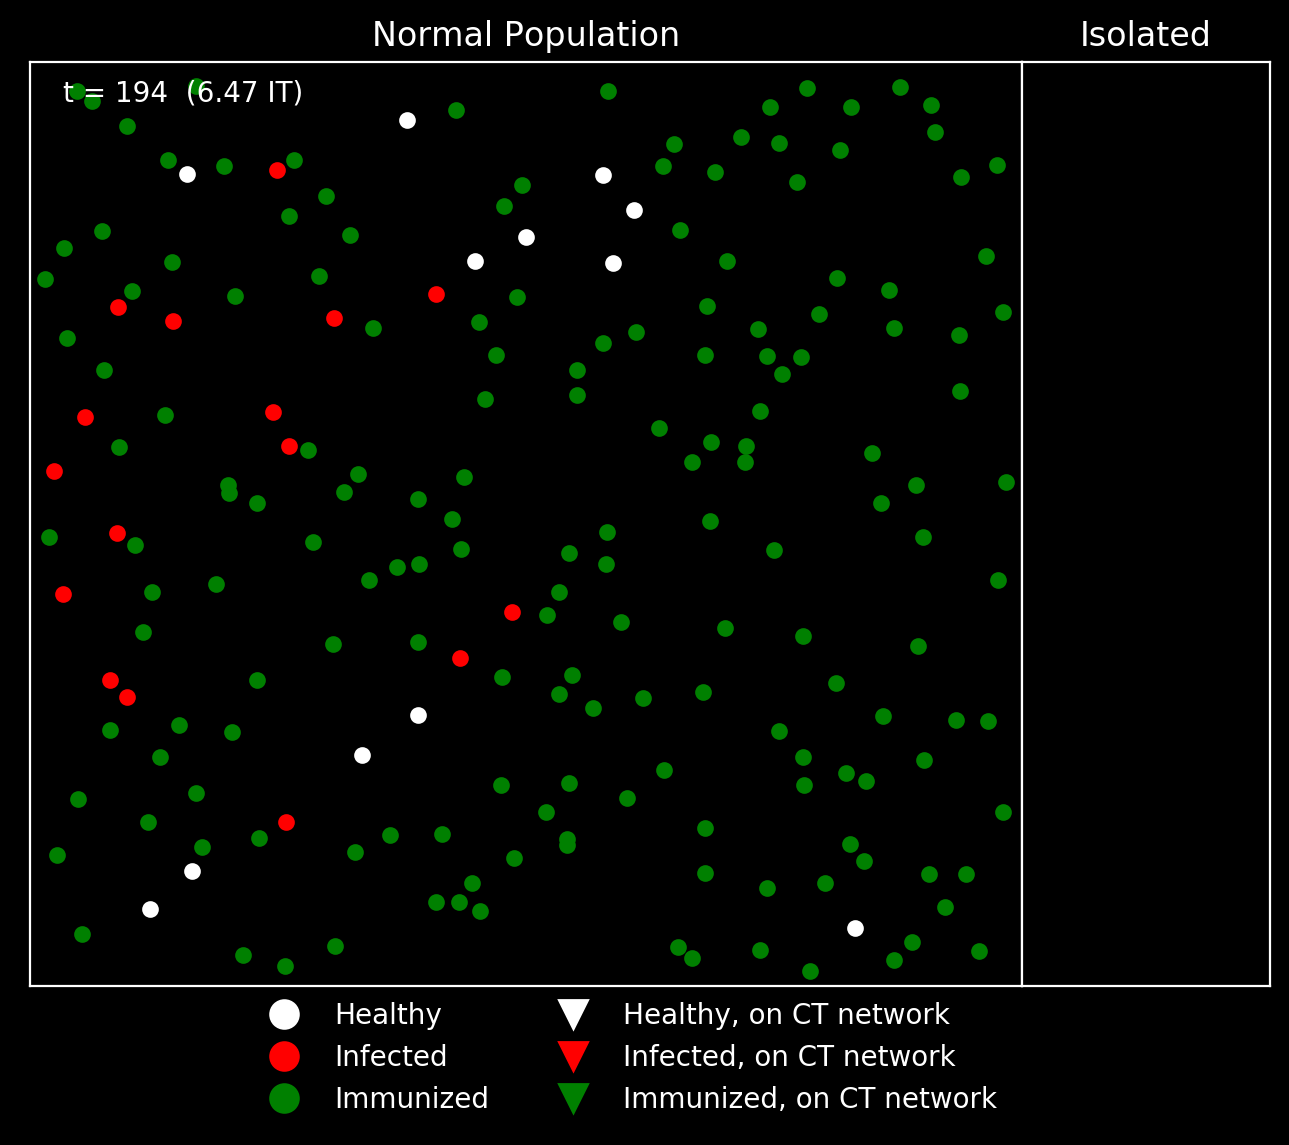 Normal Population
Isolated
t = 194  (6.47 IT)
Healthy
Infected
Immunized
Healthy, on CT network
Infected, on CT network
Immunized, on CT network